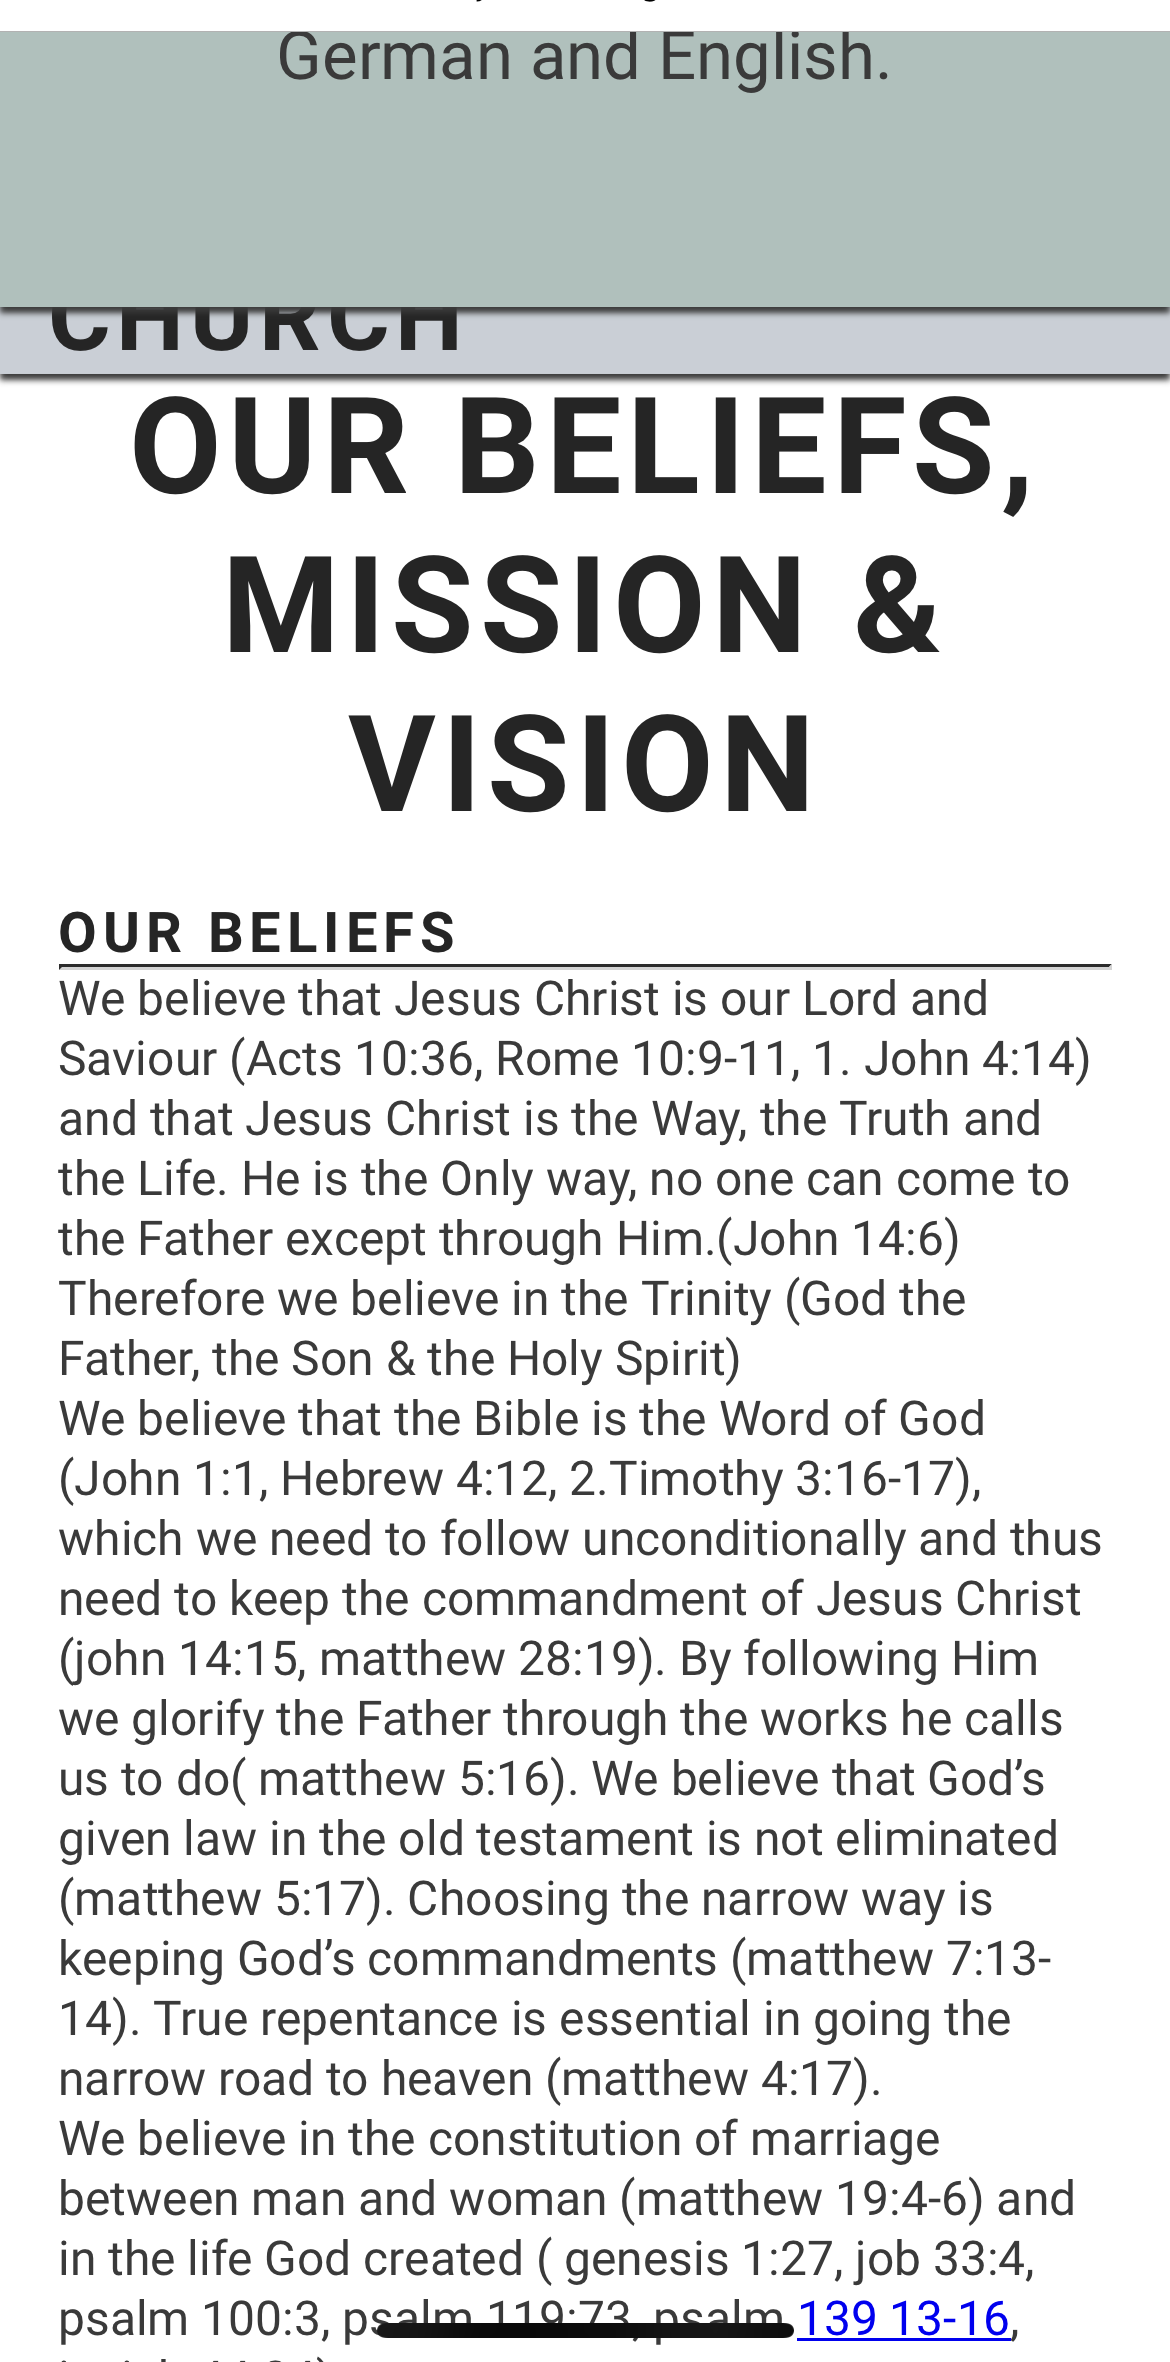 German and English.
CHURCH
OUR BELIEFS,
MISSION &
VISION
OUR BELIEFS
We believe that Jesus Christ is our Lord and
Saviour (Acts 10:36, Rome 10:9-11, 1. John 4:14)
and that Jesus Christ is the Way, the Truth and
the Life. He is the Only way, no one can come to
the Father except through Him.(John 14:6)
Therefore we believe in the Trinity (God the
Father, the Son & the Holy Spirit)
We believe that the Bible is the Word of God
(John 1:1, Hebrew 4:12, 2.Timothy 3:16-17),
which we need to follow unconditionally and thus
need to keep the commandment of Jesus Christ
(john 14:15, matthew 28:19). By following Him
we glorify the Father through the works he calls
us to do( matthew 5:16). We believe that God’s
given law in the old testament is not eliminated
(matthew 5:17). Choosing the narrow way is
keeping God’s commandments (matthew 7:13-
14). True repentance is essential in going the
narrow road to heaven (matthew 4:17).
We believe in the constitution of marriage
between man and woman (matthew 19:4-6) and
in the life God created ( genesis 1:27, job 33:4,
psalm 100:3, psalm 119:73, psalm 139 13-16,